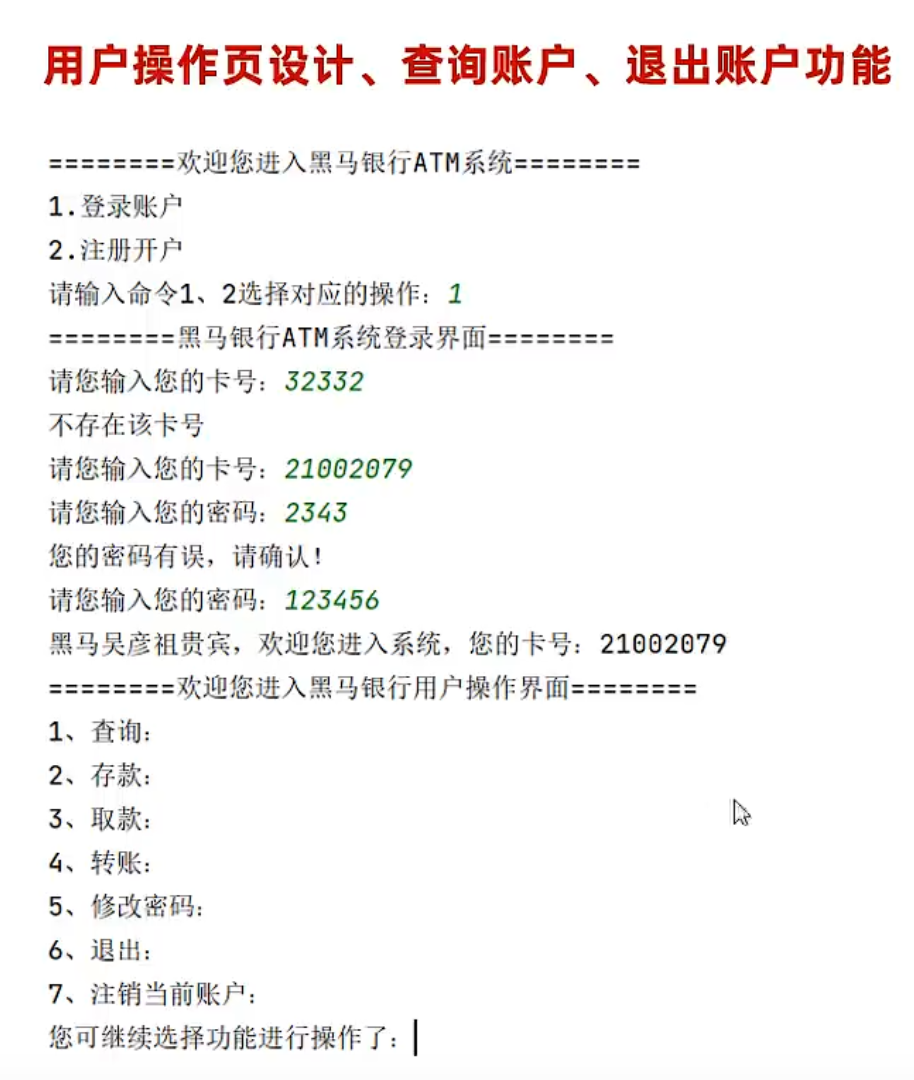 用户操作页设计、查询账户、退出账户功能
========欢迎您进入黑马银行ATM系统========
1.登录账户
2.注册开户
请输入命令1、2选择对应的操作：1
========黑马银行ATM系统登录界面========
请您输入您的卡号：32332
不存在该卡号
请您输入您的卡号：21002079
请您输入您的密码：2343
您的密码有误，请确认！
请您输入您的密码：123456
黑马吴彦祖贵宾，欢迎您进入系统，您的卡号：21002079
========欢迎您进入黑马银行用户操作界面========
1、查询：
2、存款：
3、取款：
4、转账：
5、修改密码：
6、退出：
7、注销当前账户：
您可继续选择功能进行操作了：